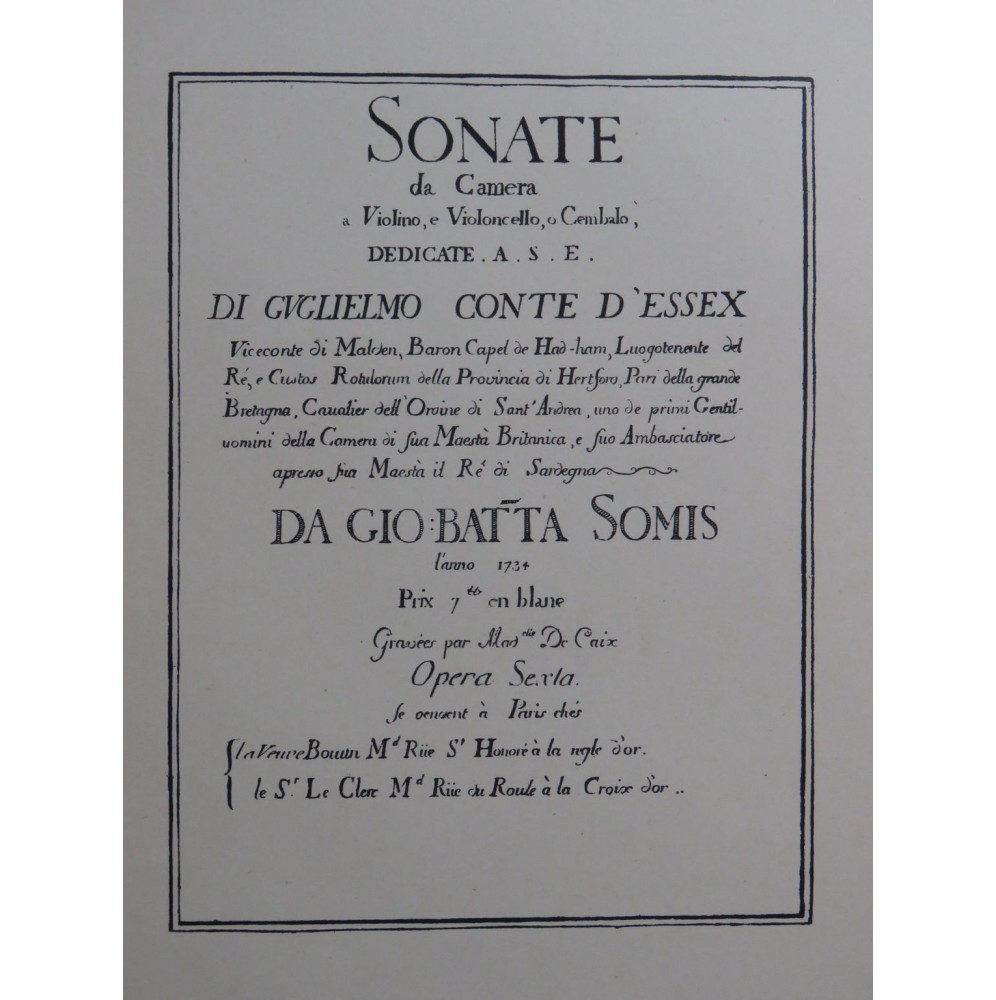 SONATE
da Camera
a Violino, e Violoncello, o Cembalo,
DEDICATE . A . S . E .
DI GVGLIELMO CONTE D'ESSEX
Viceconte di Malden, Baron Capel de Had-ham, Luogotenente del
Ré, e Custos Rotulorum della Provincia di Hertford, Pari della grande
Bretagna, Caualier dell'Ordine di Sant'Andrea, uno de primi Gentil-
uomini della Camera di sua Maestà Britanica, e suo Ambasciatore
apresso sua Maestà il Ré di Sardegna
DA GIO:BATTA SOMIS
l'anno 1734
Prix 7tt en blanc
Gravées par Madelle De Caix
Opera Sexta.
se vendent à Paris chés
la Veuve Boivin Md Rüe St Honoré à la regle d'or.
le Sr. Le Clerc Md Rüe du Roule à la Croix d'or ..